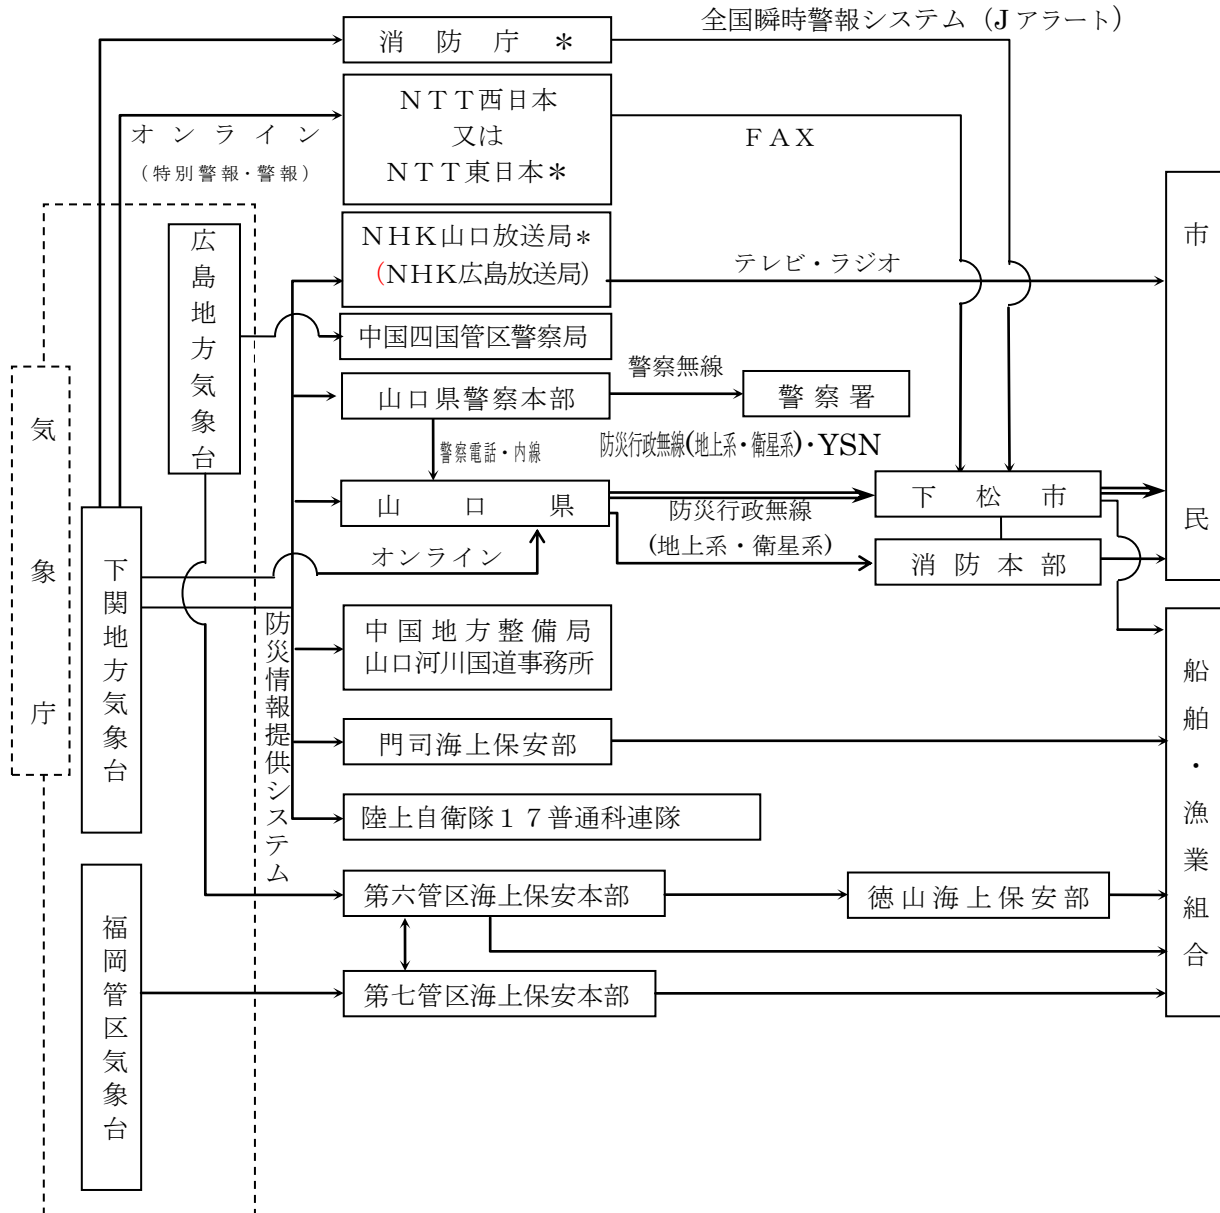 全国瞬時警報システム（Jアラート）
消防庁＊
ＮＴＴ西日本
又は
ＮＴＴ東日本＊
オンライン
（特別警報・警報）
ＦＡＸ
ＮＨＫ山口放送局＊
（ＮＨＫ広島放送局）
テレビ・ラジオ
市民
広島地方気象台
中国四国管区警察局
警察無線
山口県警察本部
警察署
気象庁
警察電話・内線
防災行政無線(地上系・衛星系)・YSN
山口県
下松市
防災行政無線
(地上系・衛星系)
オンライン
消防本部
下関地方気象台
防災情報提供システム
中国地方整備局
山口河川国道事務所
船舶・漁業組合
門司海上保安部
陸上自衛隊１７普通科連隊
第六管区海上保安本部
徳山海上保安部
福岡管区気象台
第七管区海上保安本部